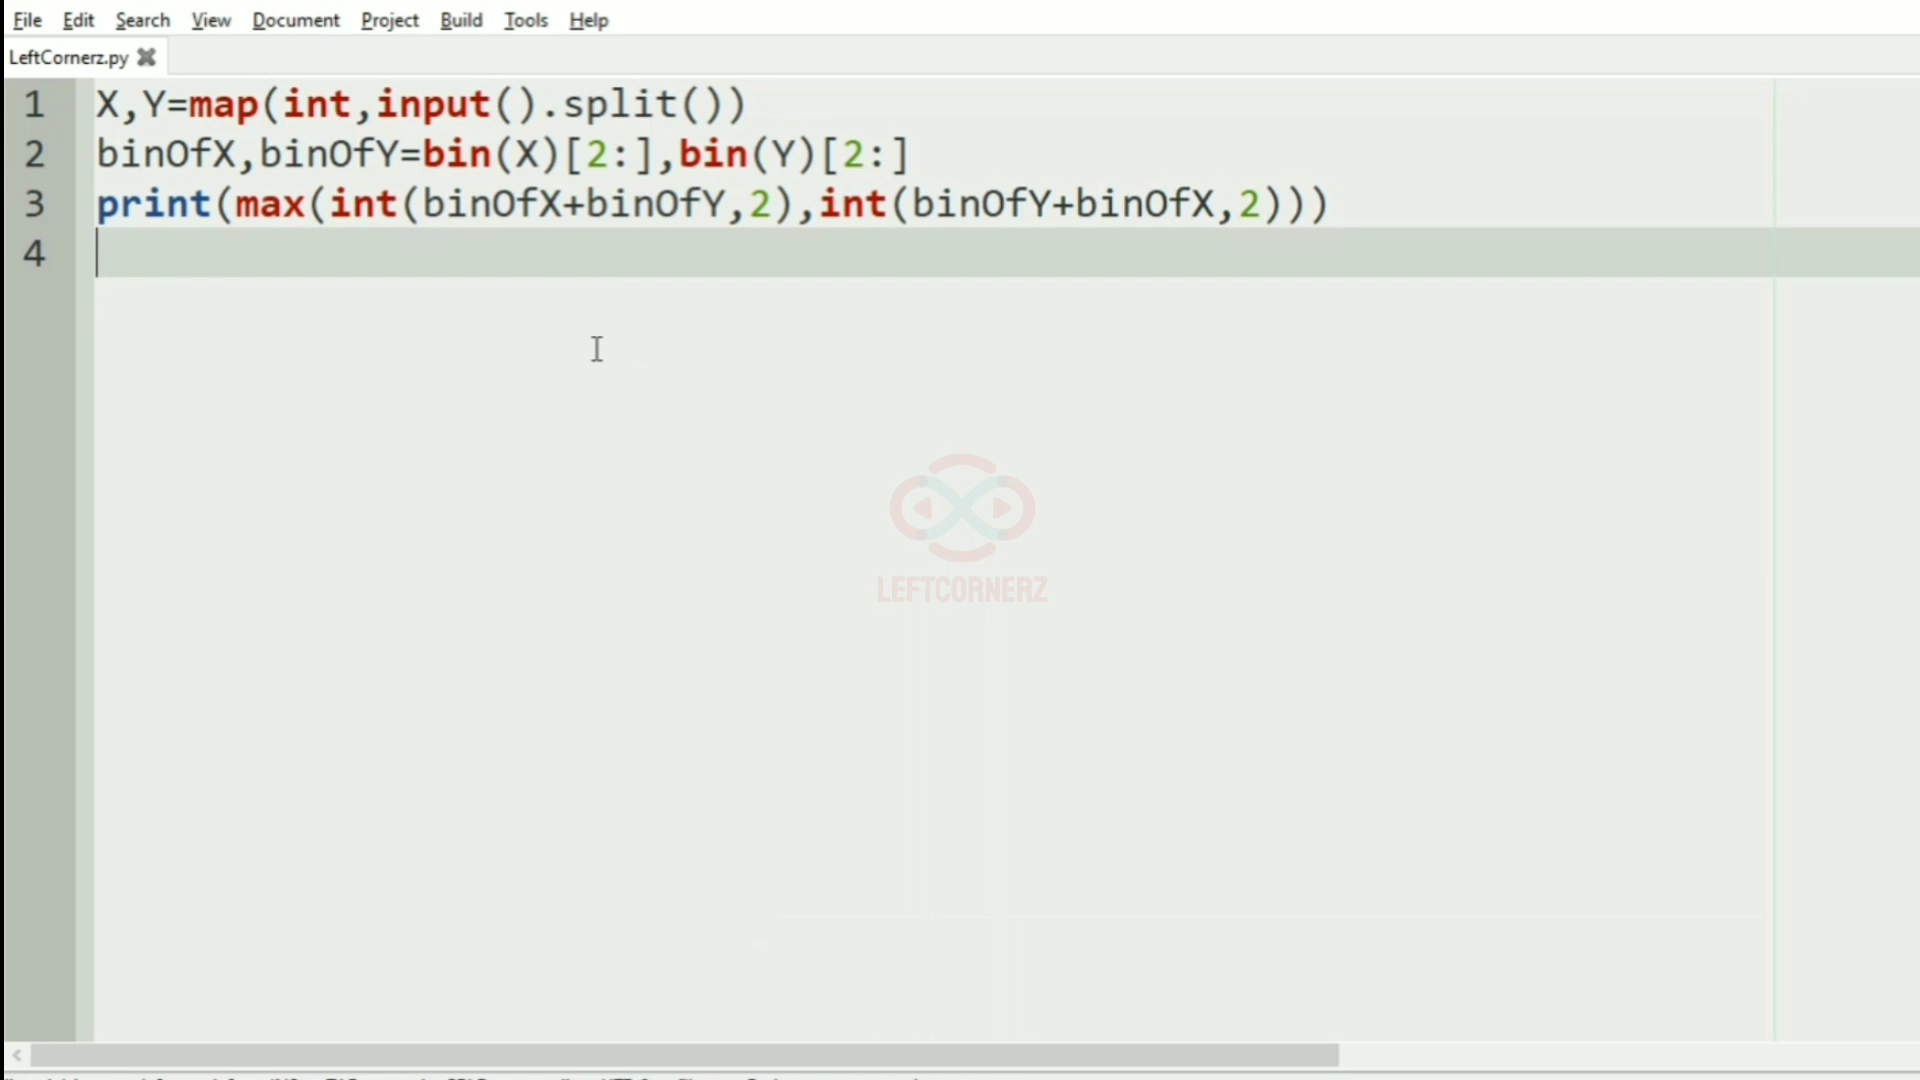 File Edit Search View Document Project Build Tools Help
LeftCornerz.py
1 X,Y=map(int,input().split())
2 binOfX,binOfY=bin(X)[2:],bin(Y)[2:]
3 print(max(int(binOfX+binOfY,2),int(binOfY+binOfX,2)))
4
LEFTCORNERZ